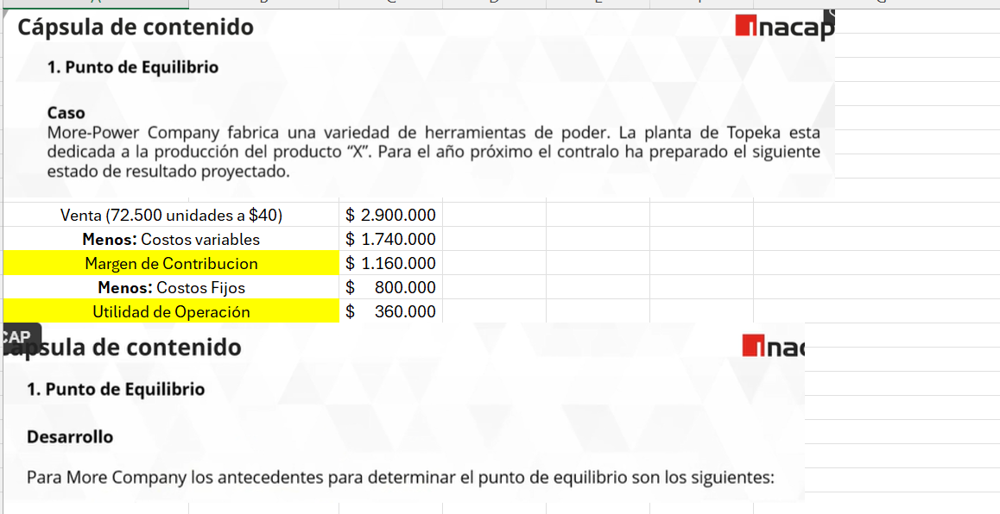 Cápsula de contenido
inacap
1. Punto de Equilibrio
Caso
More-Power Company fabrica una variedad de herramientas de poder. La planta de Topeka esta
dedicada a la producción del producto “X”. Para el año próximo el contralo ha preparado el siguiente
estado de resultado proyectado.
Venta (72.500 unidades a $40) $ 2.900.000
Menos: Costos variables $ 1.740.000
Margen de Contribucion $ 1.160.000
Menos: Costos Fijos $ 800.000
Utilidad de Operación $ 360.000
CAP
Cápsula de contenido
inac
1. Punto de Equilibrio
Desarrollo
Para More Company los antecedentes para determinar el punto de equilibrio son los siguientes: